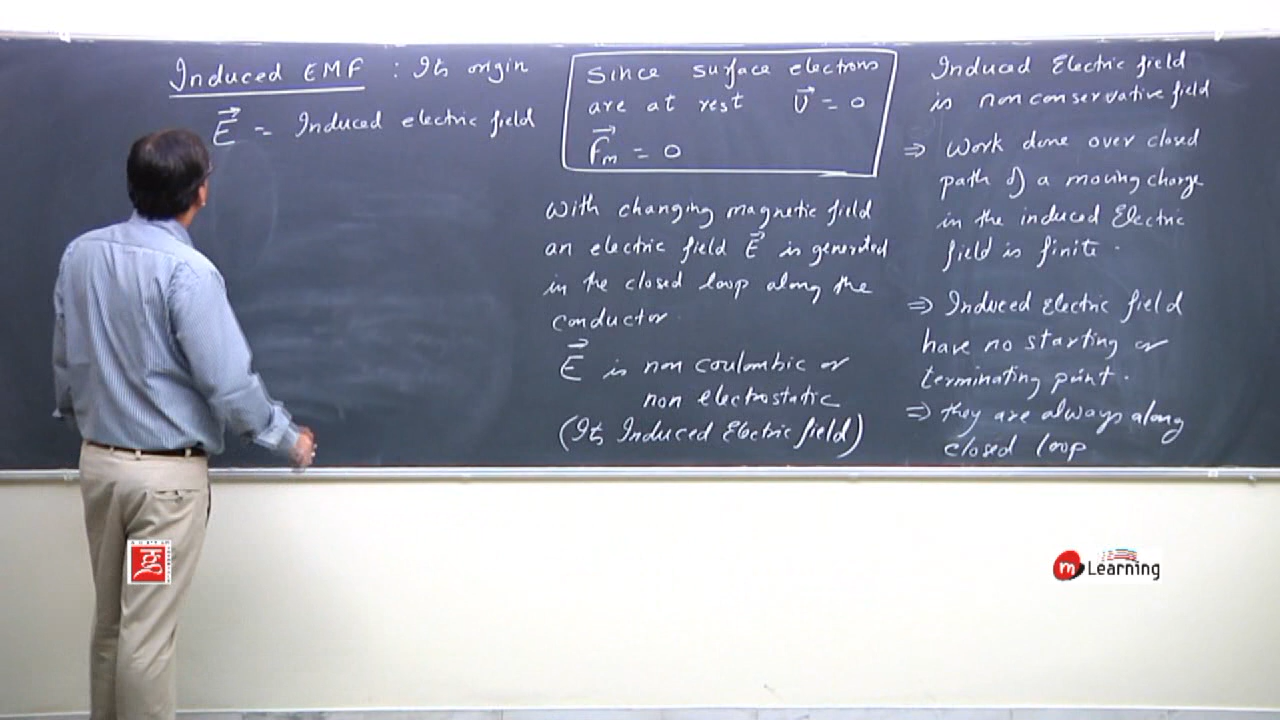 Induced EMF : Its origin
E⃗ = Induced electric field
Since surface electrons
are at rest v⃗ = 0
F⃗m = 0
With changing magnetic field
an electric field E⃗ is generated
in the closed loop along the
conductor.
E⃗ is non coulombic or
non electrostatic
(Its Induced Electric field)
Induced Electric field
is nonconservative field
⇒ Work done over closed
path of a moving charge
in the induced Electric
field is finite.
⇒ Induced Electric field
have no starting or
terminating point.
⇒ they are always along
closed loop
m Learning